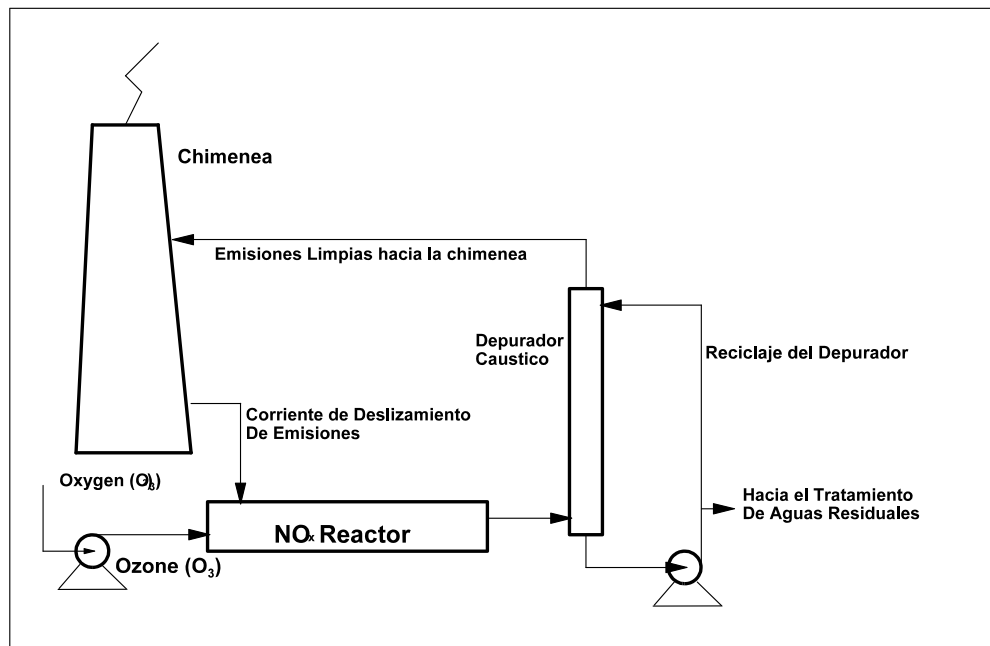 Chimenea
Emisiones Limpias hacia la chimenea
Depurador
Caustico
Reciclaje del Depurador
Corriente de Deslizamiento
De Emisiones
Oxygen
NOx Reactor
Ozone (O3)
Hacia el Tratamiento
De Aguas Residuales